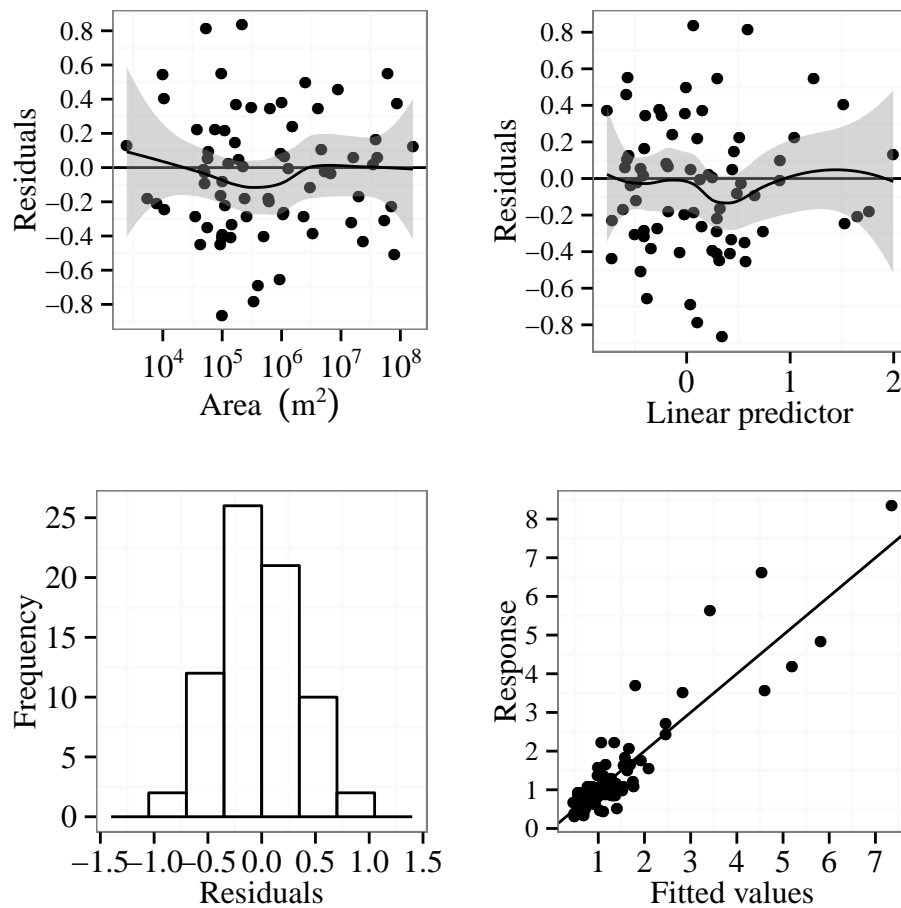 0.8
0.6
0.4
0.2
0.0
−0.2
−0.4
−0.6
−0.8
Residuals
10⁴ 10⁵ 10⁶ 10⁷ 10⁸
Area (m²)
0.8
0.6
0.4
0.2
0.0
−0.2
−0.4
−0.6
−0.8
Residuals
0 1 2
Linear predictor
25
20
15
10
5
0
Frequency
−1.5 −1.0 −0.5 0.0 0.5 1.0 1.5
Residuals
8
7
6
5
4
3
2
1
0
Response
1 2 3 4 5 6 7
Fitted values